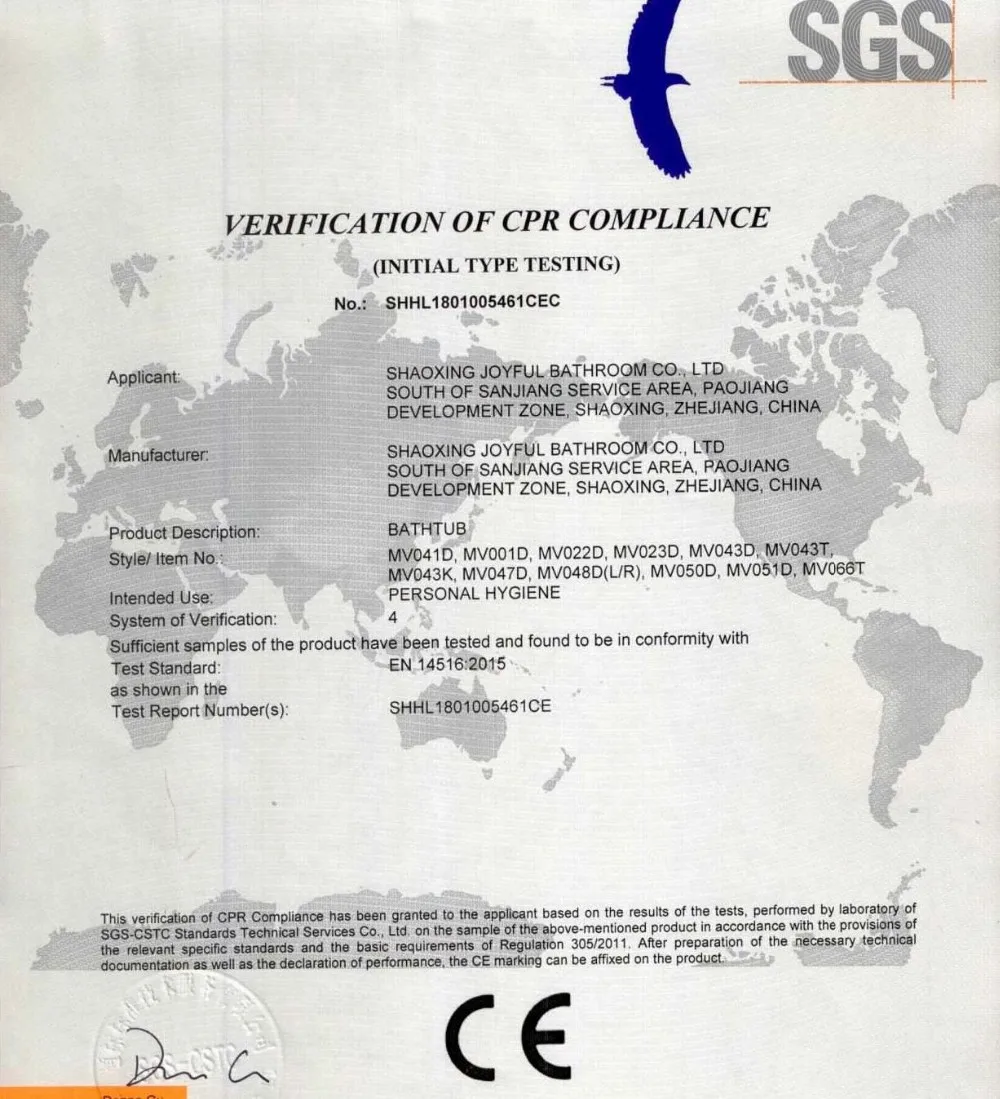 SGS
VERIFICATION OF CPR COMPLIANCE
(INITIAL TYPE TESTING)
No.: SHHL1801005461CEC
Applicant: SHAOXING JOYFUL BATHROOM CO., LTD
SOUTH OF SANJIANG SERVICE AREA, PAOJIANG
DEVELOPMENT ZONE, SHAOXING, ZHEJIANG, CHINA
Manufacturer: SHAOXING JOYFUL BATHROOM CO., LTD
SOUTH OF SANJIANG SERVICE AREA, PAOJIANG
DEVELOPMENT ZONE, SHAOXING, ZHEJIANG, CHINA
Product Description: BATHTUB
Style/ Item No.: MV041D, MV001D, MV022D, MV023D, MV043D, MV043T,
MV043K, MV047D, MV048D(L/R), MV050D, MV051D, MV066T
Intended Use: PERSONAL HYGIENE
System of Verification: 4
Sufficient samples of the product have been tested and found to be in conformity with
Test Standard: EN 14516:2015
as shown in the
Test Report Number(s): SHHL1801005461CE
This verification of CPR Compliance has been granted to the applicant based on the results of the tests, performed by laboratory of
SGS-CSTC Standards Technical Services Co., Ltd. on the sample of the above-mentioned product in accordance with the provisions of
the relevant specific standards and the basic requirements of Regulation 305/2011. After preparation of the necessary technical
documentation as well as the declaration of performance, the CE marking can be affixed on the product.
SGS-CSTC
CE